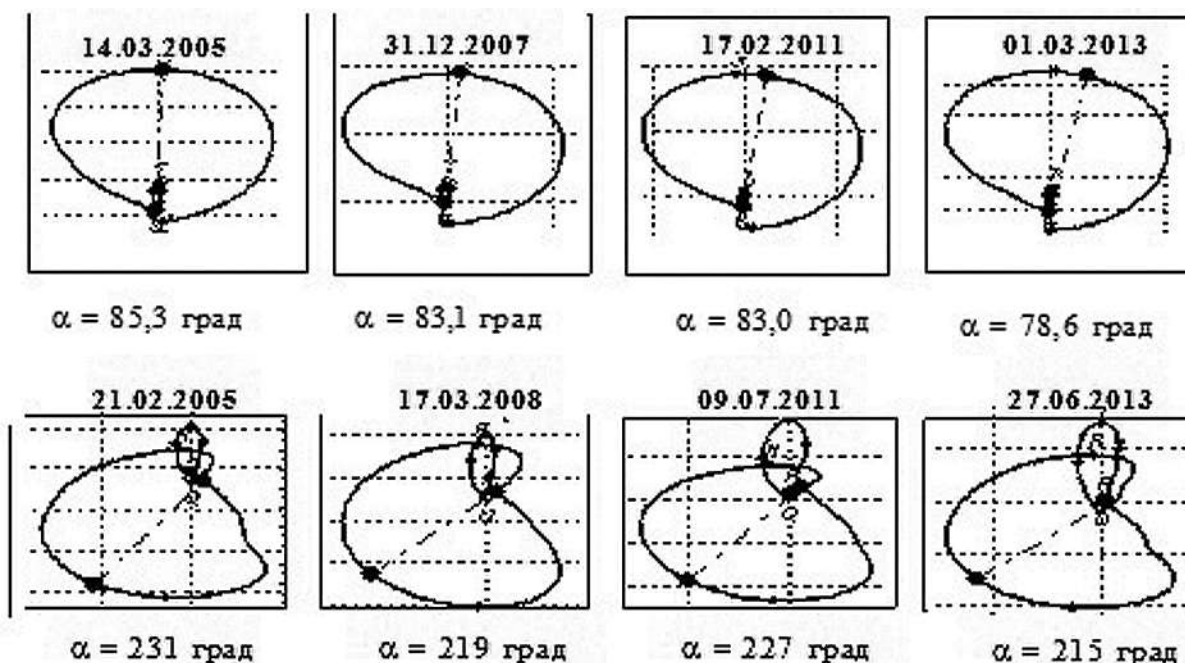 14.03.2005 31.12.2007 17.02.2011 01.03.2013
α = 85,3 град α = 83,1 град α = 83,0 град α = 78,6 град
21.02.2005 17.03.2008 09.07.2011 27.06.2013
α = 231 град α = 219 град α = 227 град α = 215 град